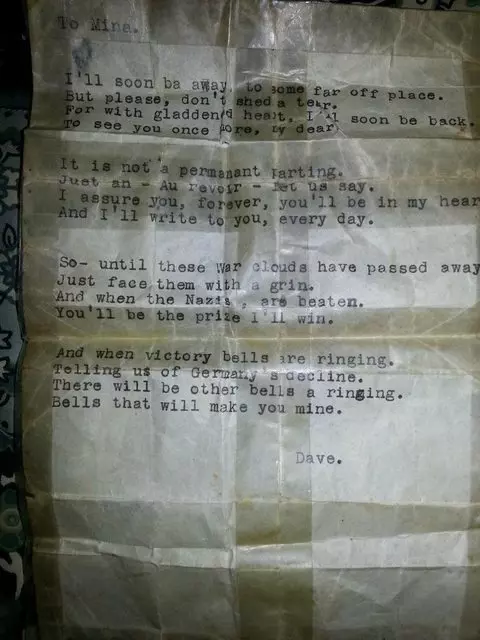 To Mina.
I'll soon ba away, to some far off place.
But please, don't shed a tear.
For with gladden'd heart, I'll soon be back.
To see you once more, my dear
It is not a permanant parting.
Just an - Au revoir - let us say.
I assure you, forever, you'll be in my hear
And I'll write to you, every day.
So- until these War clouds have passed away
Just face them with a grin.
And when the Nazis, are beaten.
You'll be the prize I'll win.
And when victory bells are ringing.
Telling us of Germany's decline.
There will be other bells a ringing.
Bells that will make you mine.
Dave.